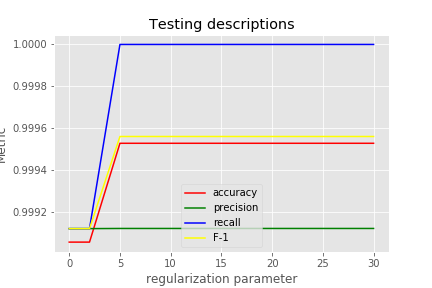 Testing descriptions
1.0000
0.9998
0.9996
0.9994
0.9992
Metric
0 5 10 15 20 25 30
regularization parameter
accuracy
precision
recall
F-1